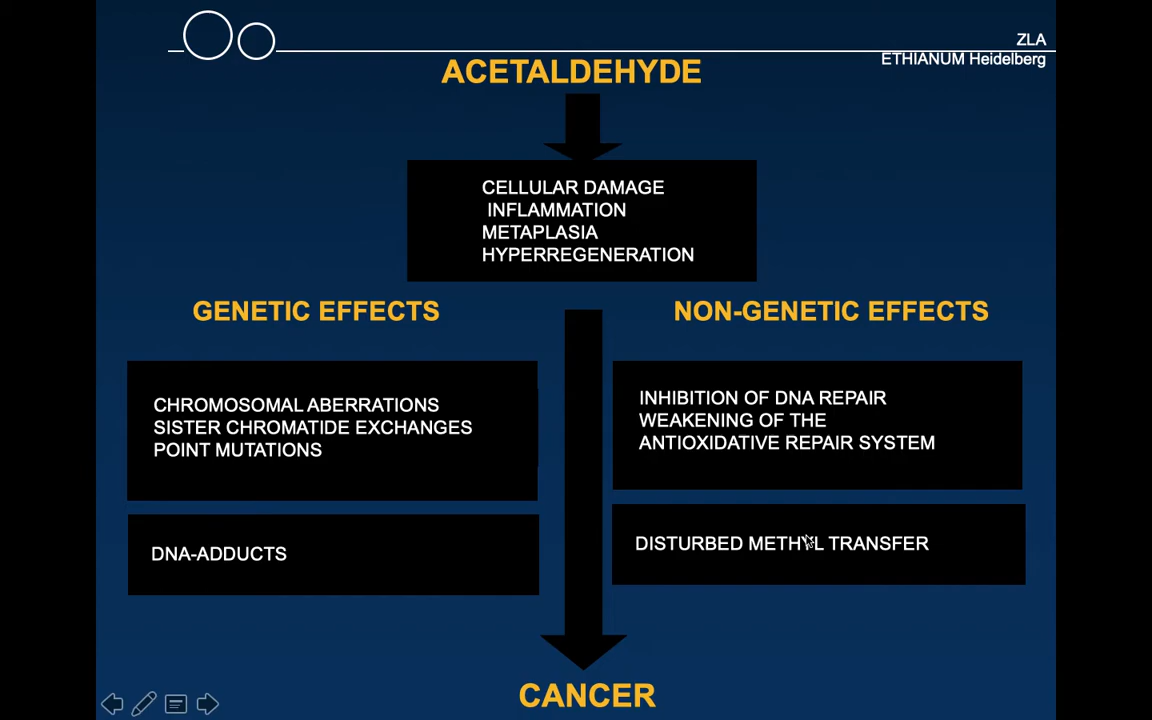 ZLA
ETHIANUM Heidelberg
ACETALDEHYDE
CELLULAR DAMAGE
INFLAMMATION
METAPLASIA
HYPERREGENERATION
GENETIC EFFECTS
NON-GENETIC EFFECTS
CHROMOSOMAL ABERRATIONS
SISTER CHROMATIDE EXCHANGES
POINT MUTATIONS
INHIBITION OF DNA REPAIR
WEAKENING OF THE
ANTIOXIDATIVE REPAIR SYSTEM
DNA-ADDUCTS
DISTURBED METHYL TRANSFER
CANCER